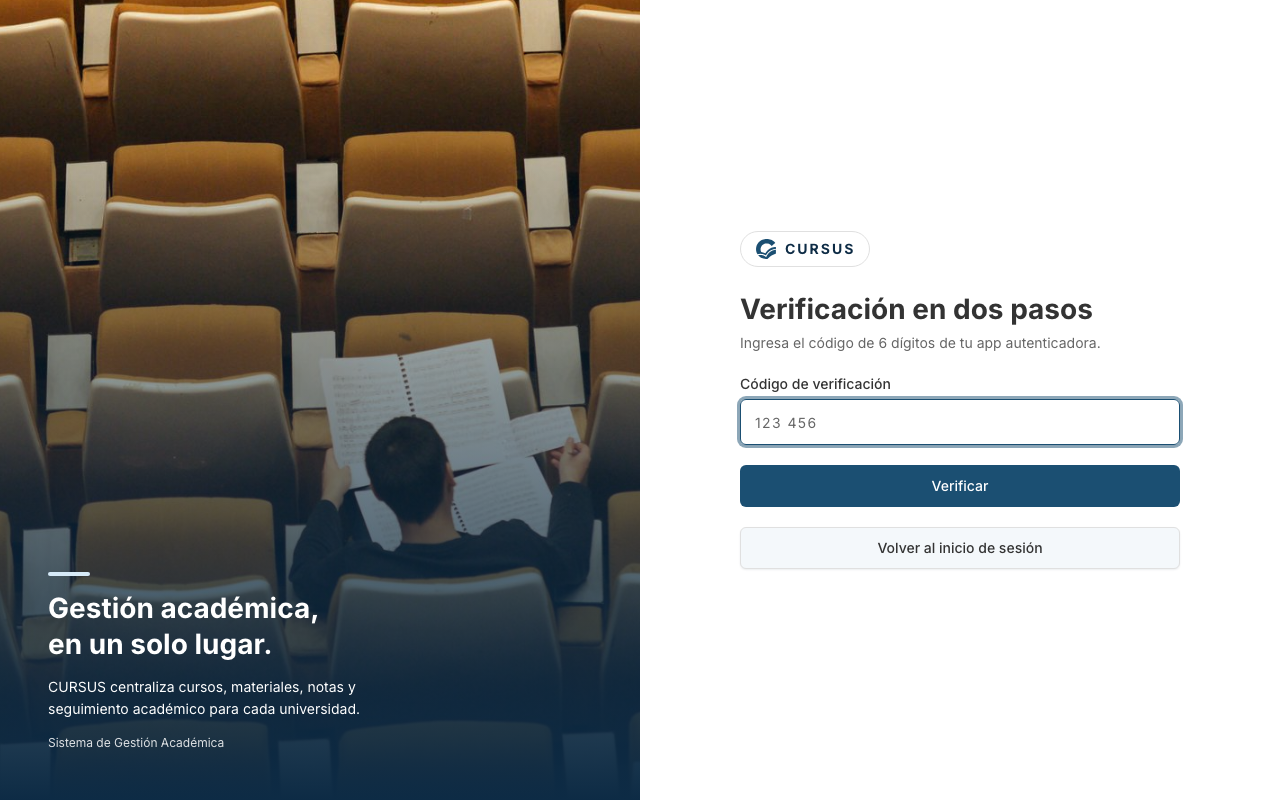 CURSUS
Verificación en dos pasos
Ingresa el código de 6 dígitos de tu app autenticadora.
Código de verificación
123 456
Verificar
Volver al inicio de sesión
Gestión académica,
en un solo lugar.
CURSUS centraliza cursos, materiales, notas y
seguimiento académico para cada universidad.
Sistema de Gestión Académica